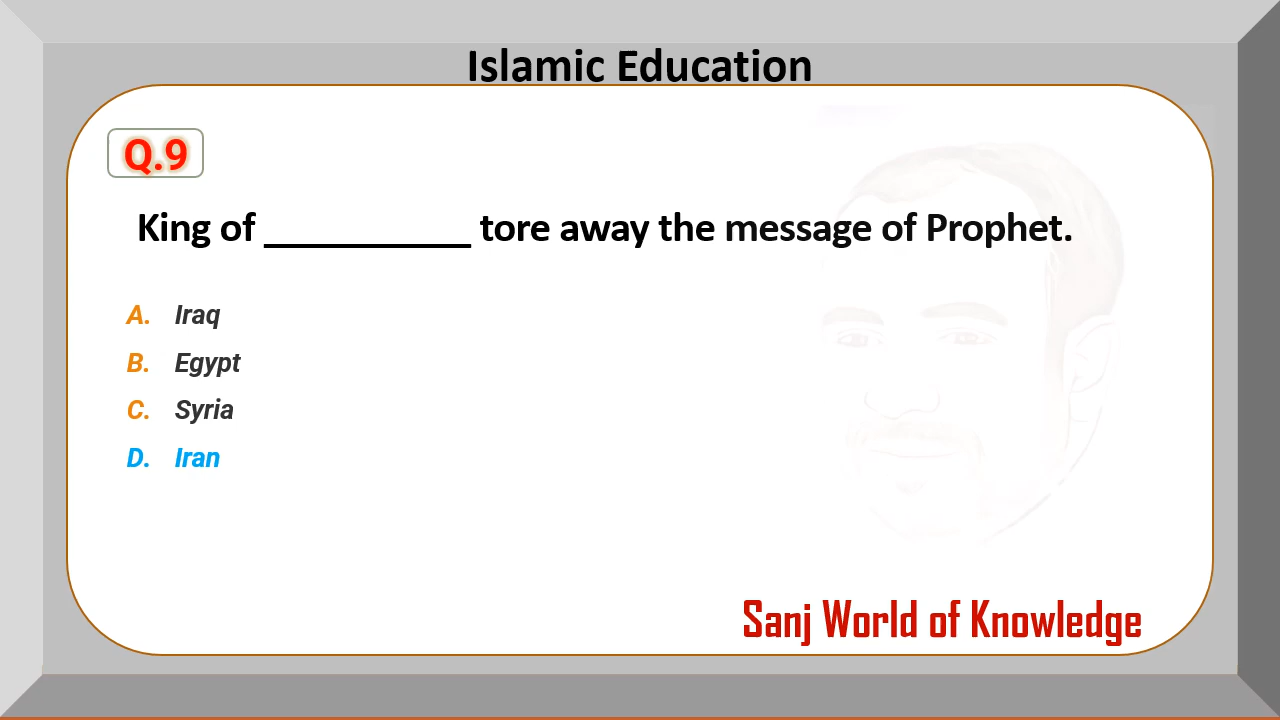 Islamic Education
Q.9
King of __________ tore away the message of Prophet.
A. Iraq
B. Egypt
C. Syria
D. Iran
Sanj World of Knowledge